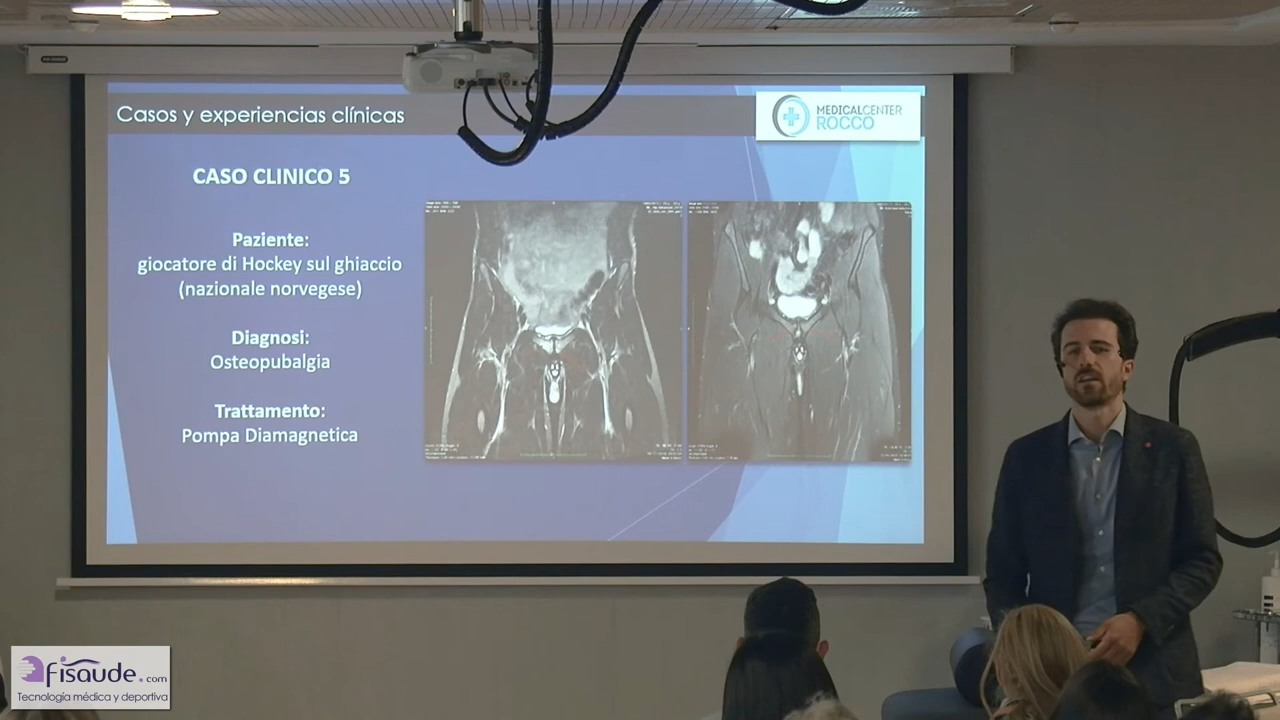 Casos y experiencias clínicas
MEDICALCENTER
ROCCO
CASO CLINICO 5
Paziente:
giocatore di Hockey sul ghiaccio
(nazionale norvegese)
Diagnosi:
Osteopubalgia
Trattamento:
Pompa Diamagnetica
fisaude.com
Tecnología médica y deportiva